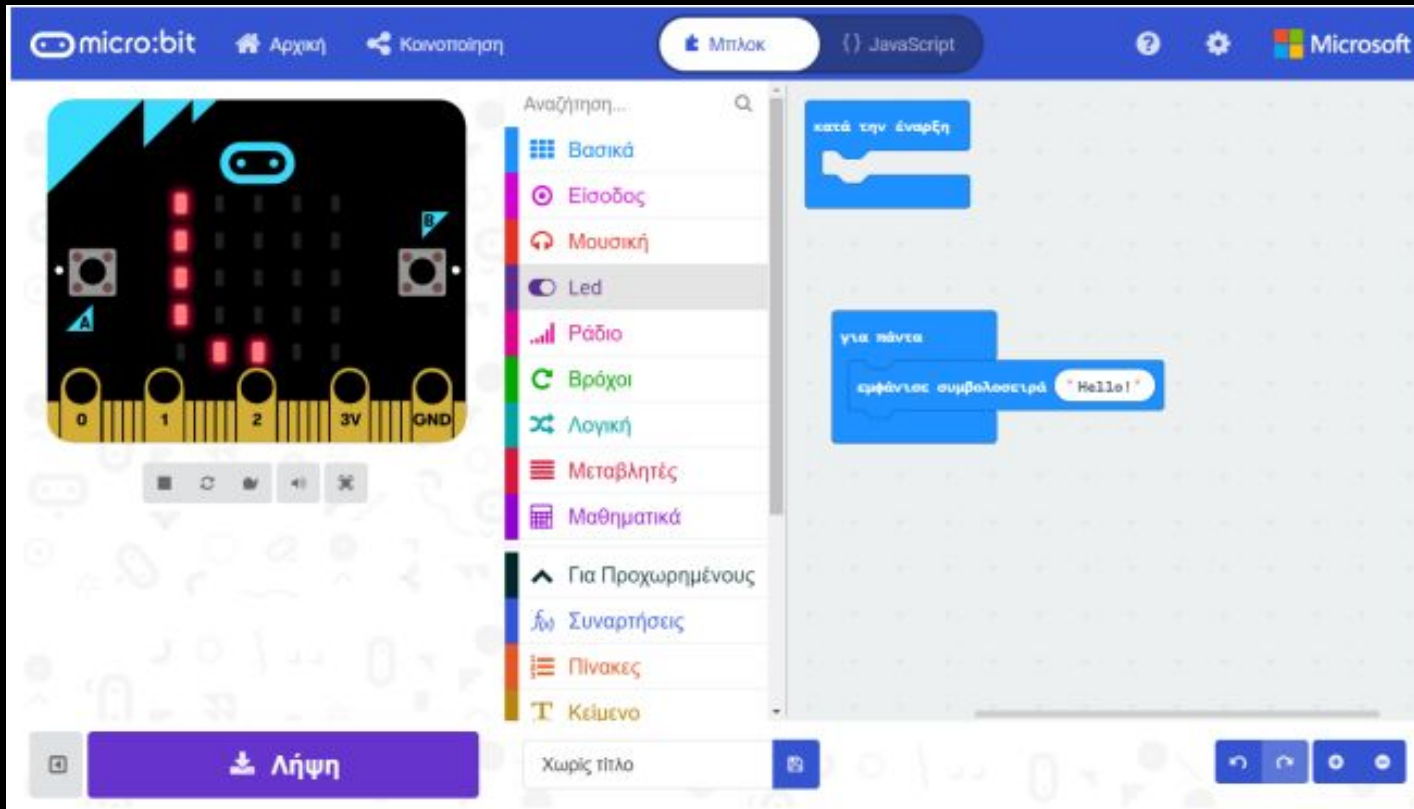 micro:bit
Αρχική
Κοινοποίηση
Μπλοκ
{} JavaScript
Microsoft
A
B
0 1 2 3V GND
Αναζήτηση...
Βασικά
Είσοδος
Μουσική
Led
Ράδιο
Βρόχοι
Λογική
Μεταβλητές
Μαθηματικά
Για Προχωρημένους
f(x) Συναρτήσεις
Πίνακες
T Κείμενο
κατά την έναρξη
για πάντα
εμφάνισε συμβολοσειρά "Hello!"
Λήψη
Χωρίς τίτλο